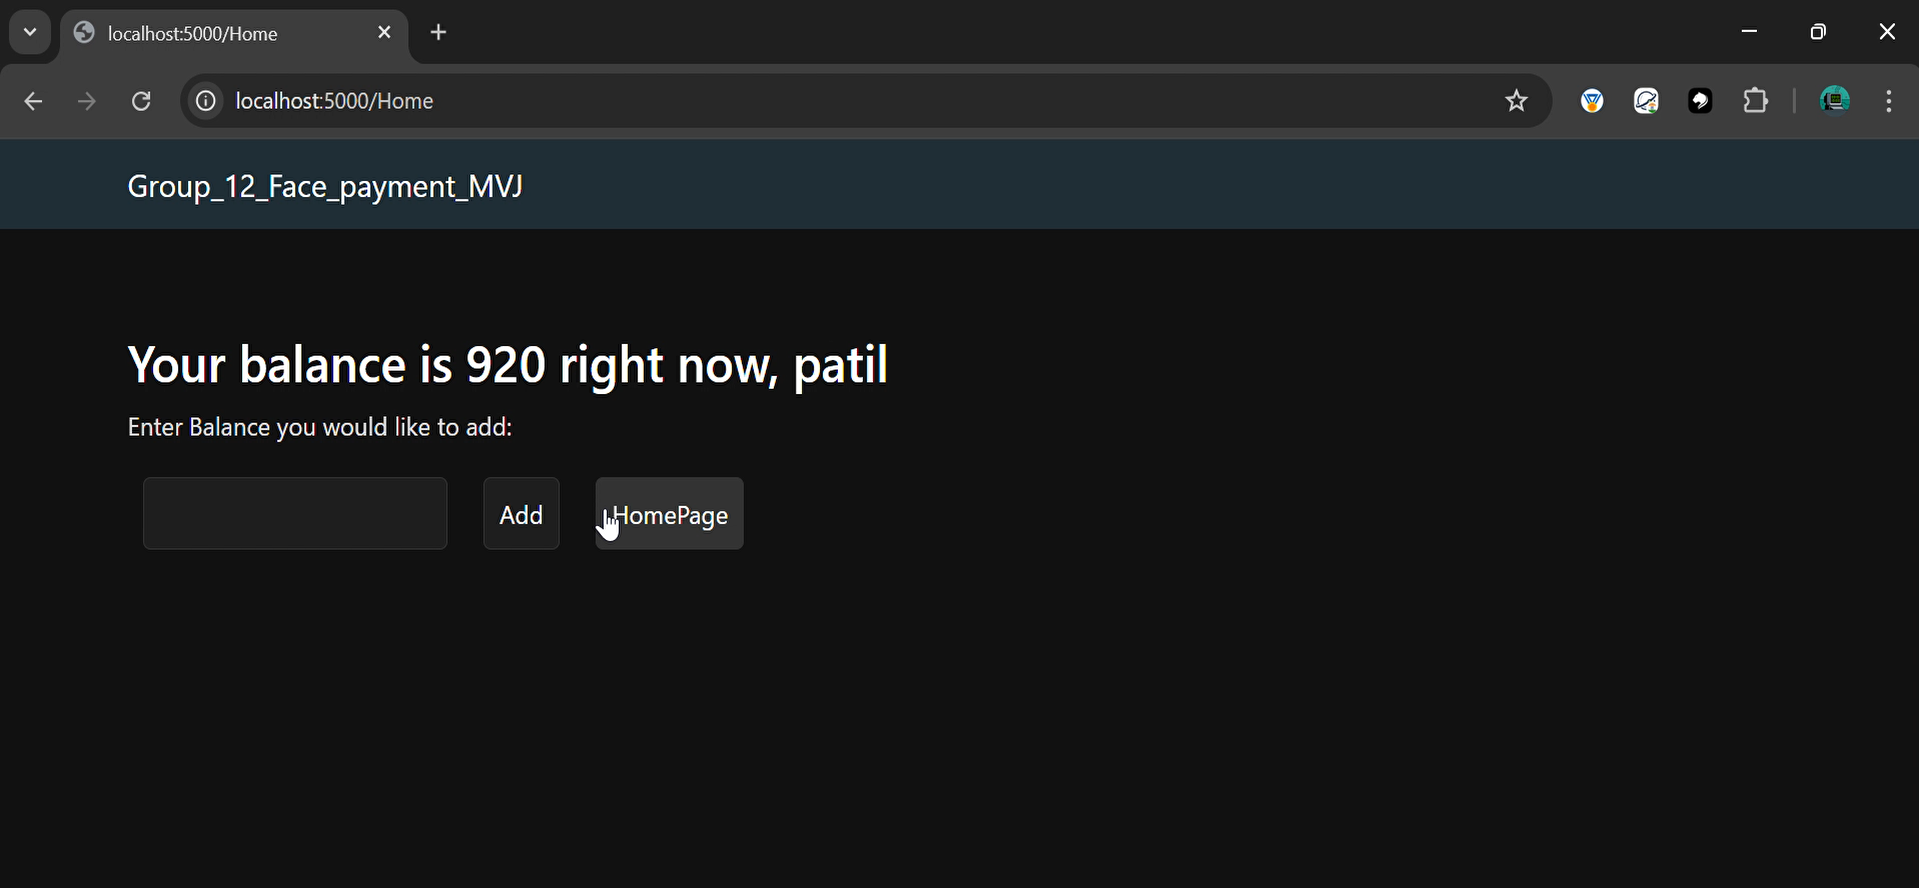 localhost:5000/Home
localhost:5000/Home
Group_12_Face_payment_MVJ
Your balance is 920 right now, patil
Enter Balance you would like to add:
Add HomePage